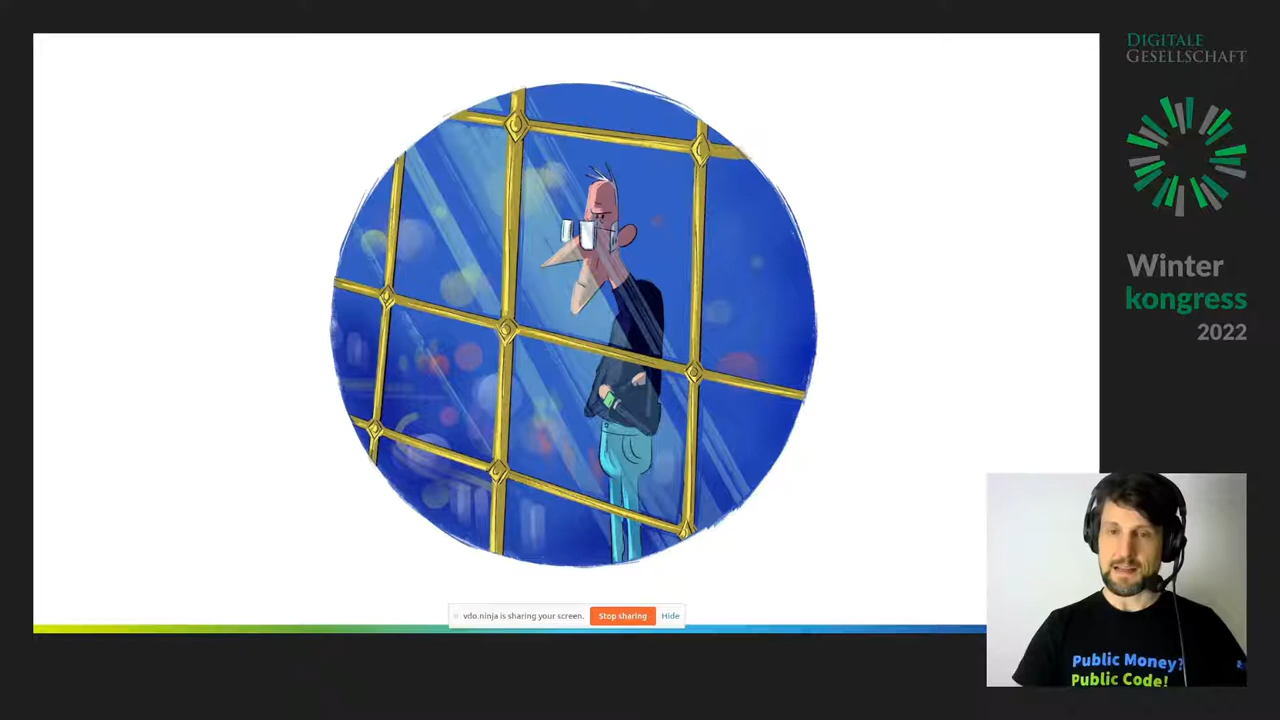 DIGITALE
GESELLSCHAFT
Winter
kongress
2022
vdo.ninja is sharing your screen. Stop sharing Hide
Public Money?
Public Code!